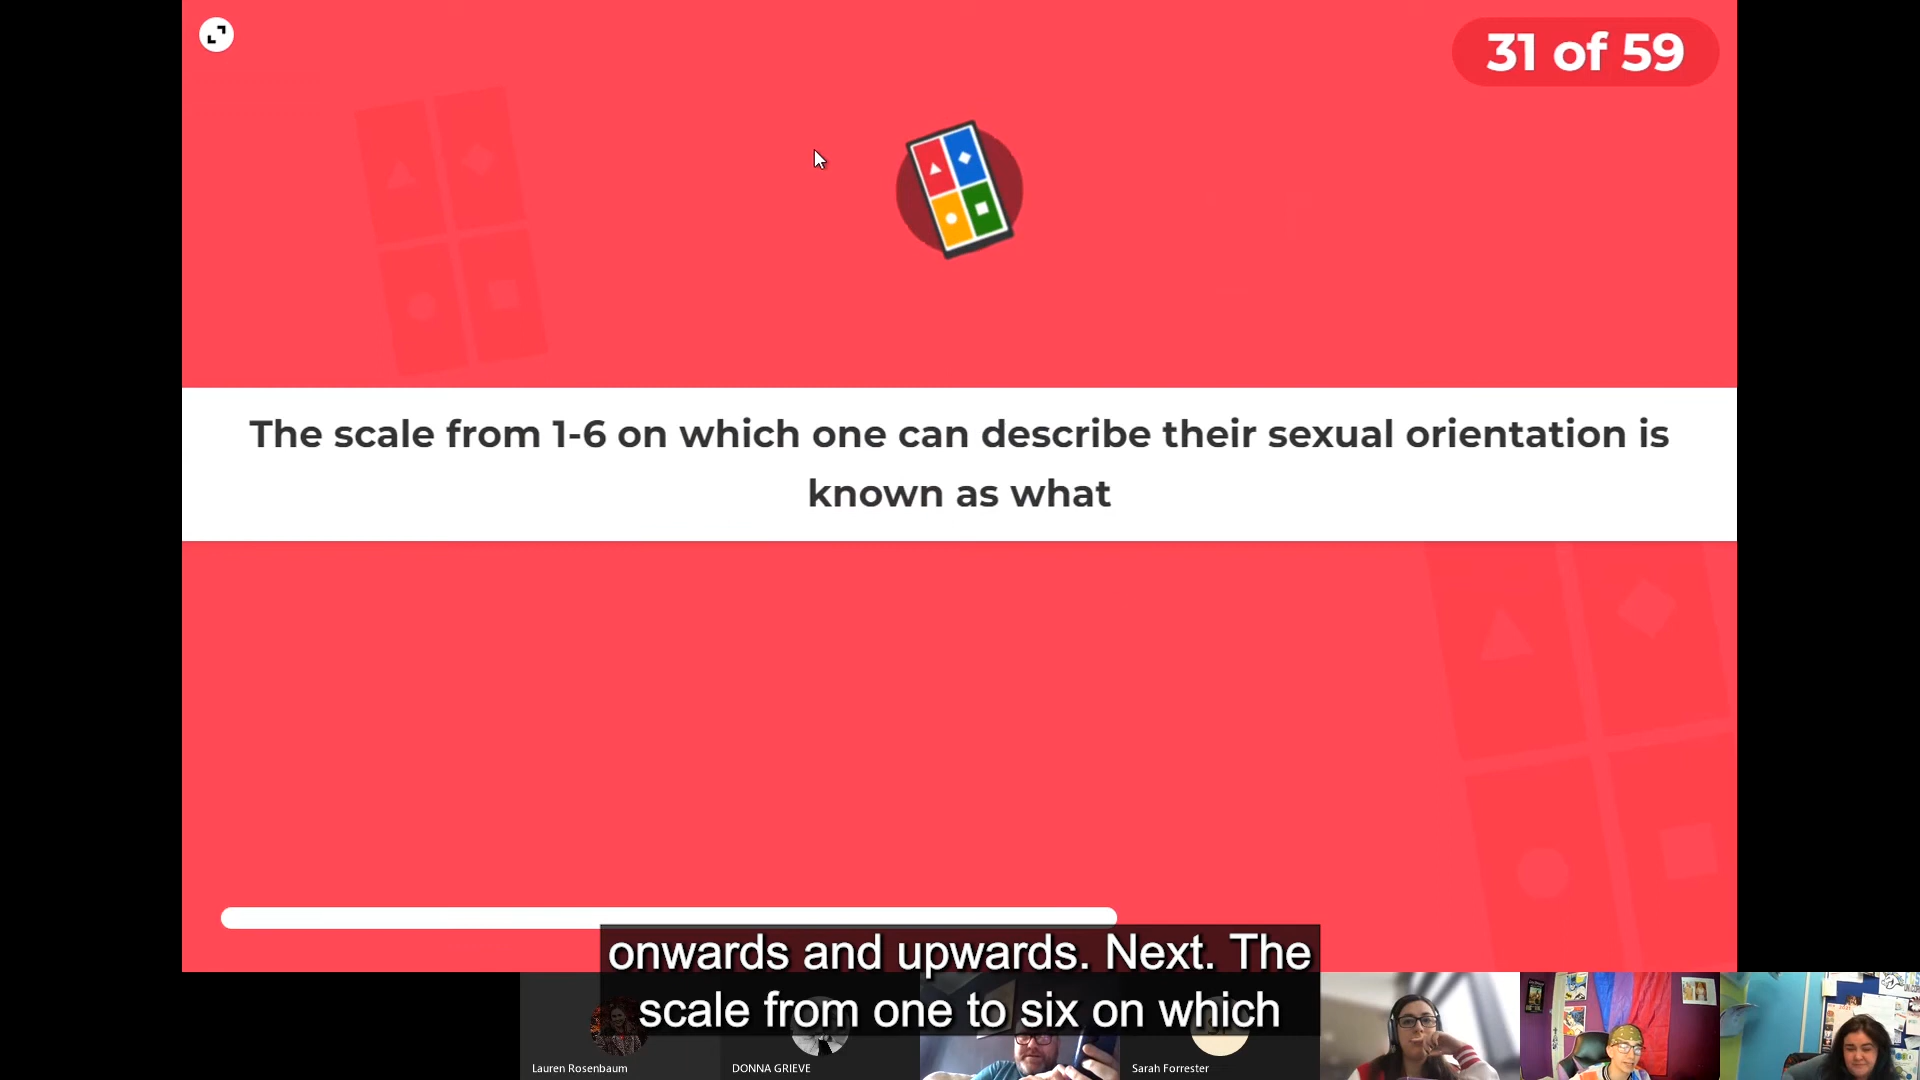 31 of 59
The scale from 1-6 on which one can describe their sexual orientation is
known as what
onwards and upwards. Next. The
scale from one to six on which
Lauren Rosenbaum
DONNA GRIEVE
Sarah Forrester